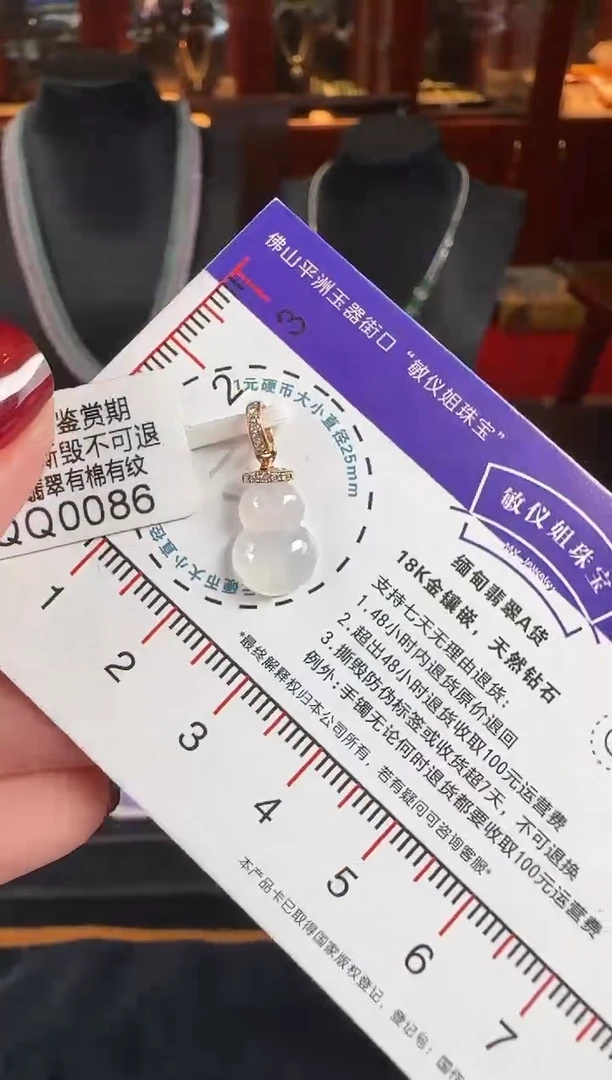 佛山平洲玉器街口 “敏仪姐珠宝”
3
2
1元硬币大小直径25mm
鉴赏期
撕毁不可退
翡翠有棉有纹
QQ0086
敏仪姐珠宝
缅甸翡翠A货
18K金镶嵌，天然钻石
支持七天无理由退货：
1. 48小时内退货原价退回
2. 超出48小时退货收取100元运营费
3. 撕毁防伪标签或收货超7天，不可退换
例外：手镯无论何时退货都要收取100元运营费
*最终解释权归本公司所有，若有疑问可咨询客服*
1
2
3
4
5
6
7
本产品卡已取得国家版权登记，登记号：国作